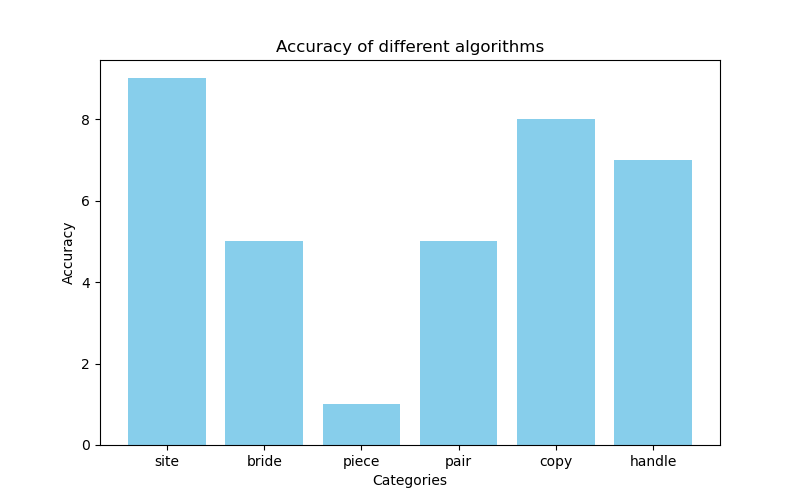 Accuracy of different algorithms
Accuracy
8
6
4
2
0
site bride piece pair copy handle
Categories